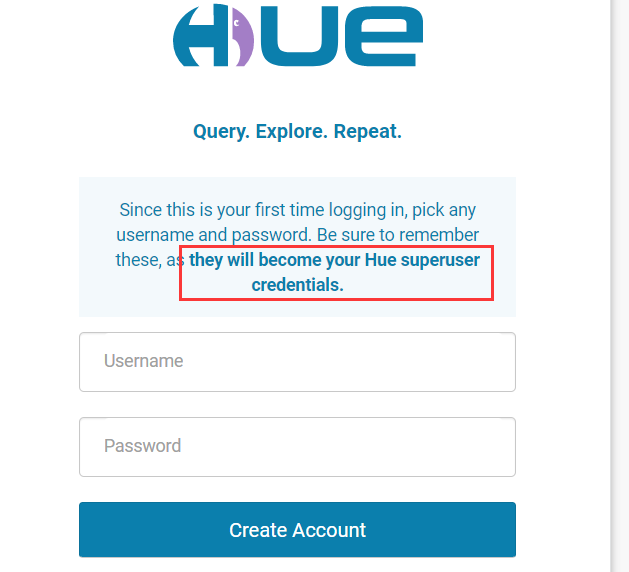 HUE
Query. Explore. Repeat.
Since this is your first time logging in, pick any
username and password. Be sure to remember
these, as they will become your Hue superuser
credentials.
Username
Password
Create Account